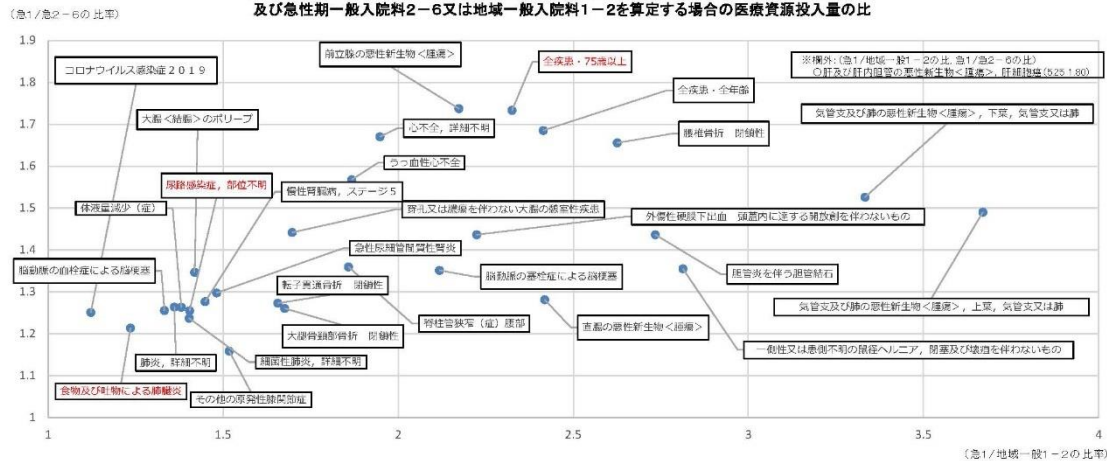 及び急性期一般入院料2－6又は地域一般入院料1－2を算定する場合の医療資源投入量の比
（急1/急2－6の比率）
1.9
1.8
1.7
1.6
1.5
1.4
1.3
1.2
1.1
1
1
1.5
2
2.5
3
3.5
4
（急1/地域一般1－2の比率）
※欄外:（急1/地域一般1－2の比, 急1/急2－6の比）
〇肝及び肝内胆管の悪性新生物＜腫瘍＞, 肝細胞癌
コロナウイルス感染症2019
前立腺の悪性新生物＜腫瘍＞
全疾患・75歳以上
全疾患・全年齢
大腸＜結腸＞のポリープ
心不全，詳細不明
腰椎骨折　閉鎖性
気管支及び肺の悪性新生物＜腫瘍＞，下葉，気管支又は肺
うっ血性心不全
尿路感染症，部位不明
慢性腎臓病，ステージ5
体液量減少（症）
穿孔又は膿瘍を伴わない大腸の憩室性疾患
外傷性硬膜下出血　頭蓋内に達する開放創を伴わないもの
急性尿細管間質性腎炎
脳動脈の血栓症による脳梗塞
転子貫通骨折　閉鎖性
脳動脈の塞栓症による脳梗塞
胆管炎を伴う胆管結石
気管支及び肺の悪性新生物＜腫瘍＞，上葉，気管支又は肺
大腿骨頸部骨折　閉鎖性
脊柱管狭窄（症）腰部
直腸の悪性新生物＜腫瘍＞
一側性又は患側不明の鼠径ヘルニア，閉塞及び壊疽を伴わないもの
肺炎，詳細不明
細菌性肺炎，詳細不明
食物及び吐物による肺臓炎
その他の原発性膝関節症